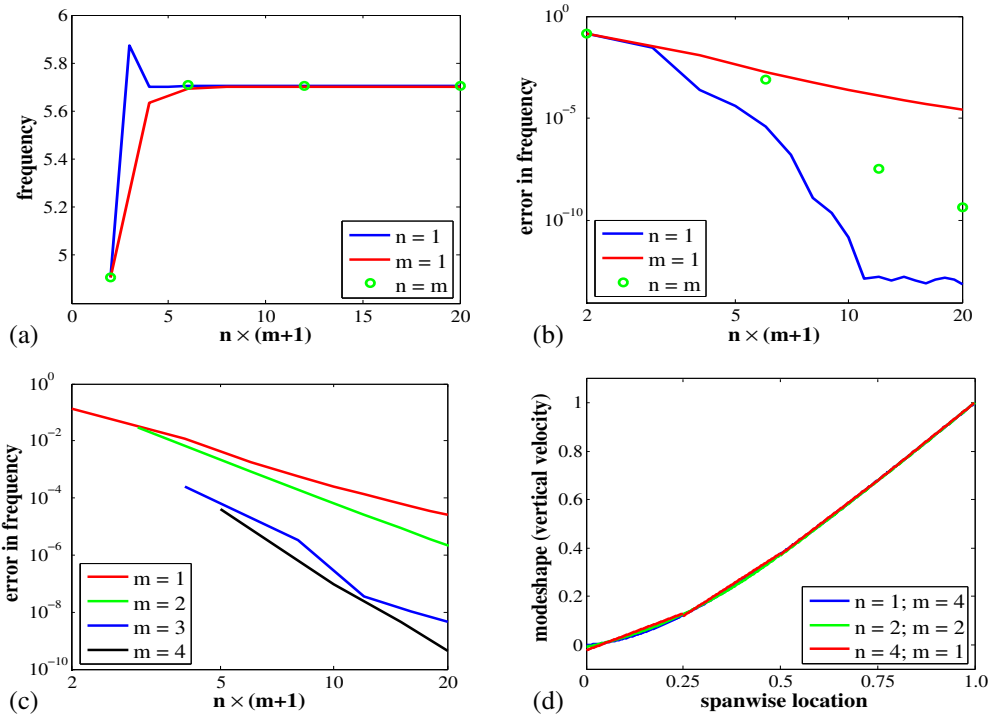 6
5.8
5.6
5.4
5.2
5
frequency
0
5
10
15
20
n × (m+1)
n = 1
m = 1
n = m
(a)
10^0
10^-5
10^-10
error in frequency
2
5
10
20
n × (m+1)
n = 1
m = 1
n = m
(b)
10^0
10^-2
10^-4
10^-6
10^-8
10^-10
error in frequency
2
5
10
20
n × (m+1)
m = 1
m = 2
m = 3
m = 4
(c)
1
0.8
0.6
0.4
0.2
0
modeshape (vertical velocity)
0
0.25
0.5
0.75
1.0
spanwise location
n = 1; m = 4
n = 2; m = 2
n = 4; m = 1
(d)